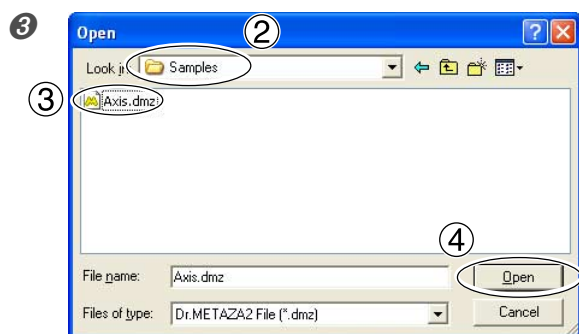 ❸
Open ②
Look in: Samples
③ Axis.dmz
④
File name: Axis.dmz Open
Files of type: Dr.METAZA2 File (*.dmz) Cancel